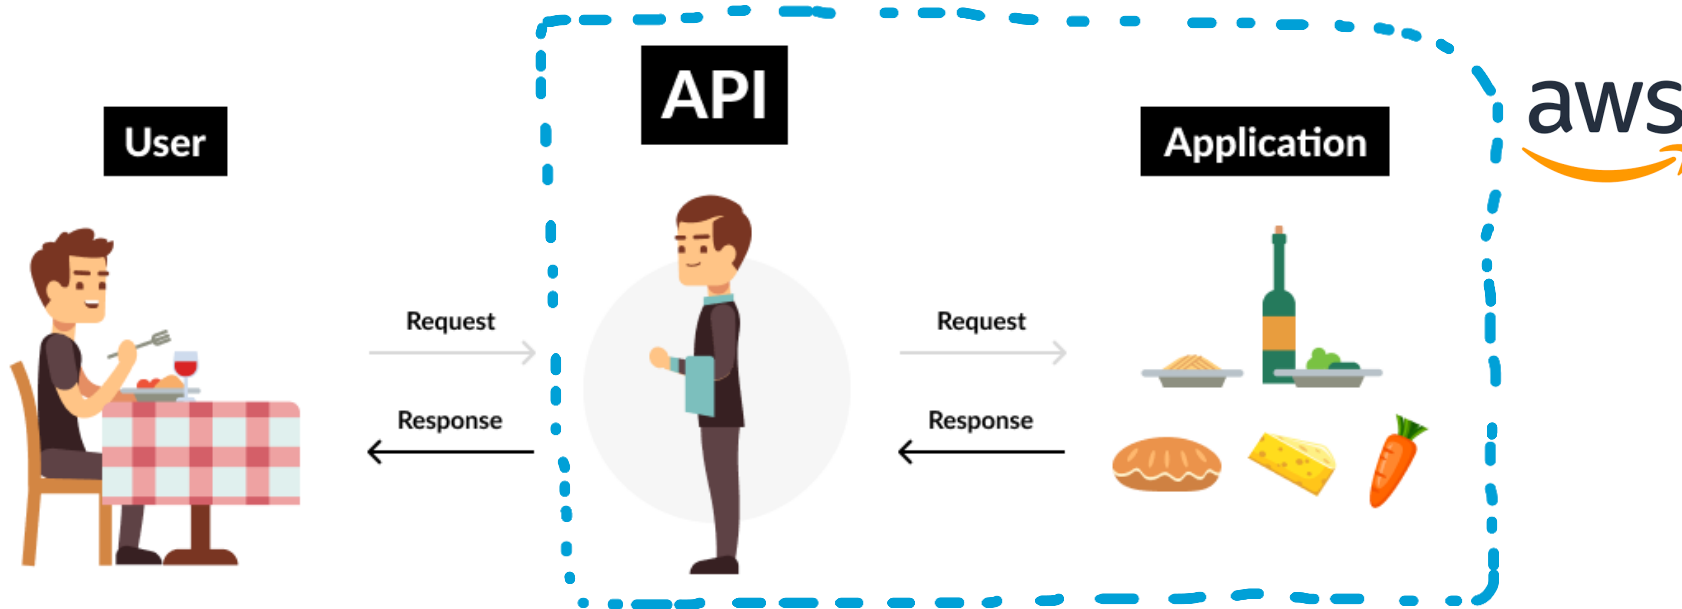 User
API
Application
aws
Request
Response
Request
Response